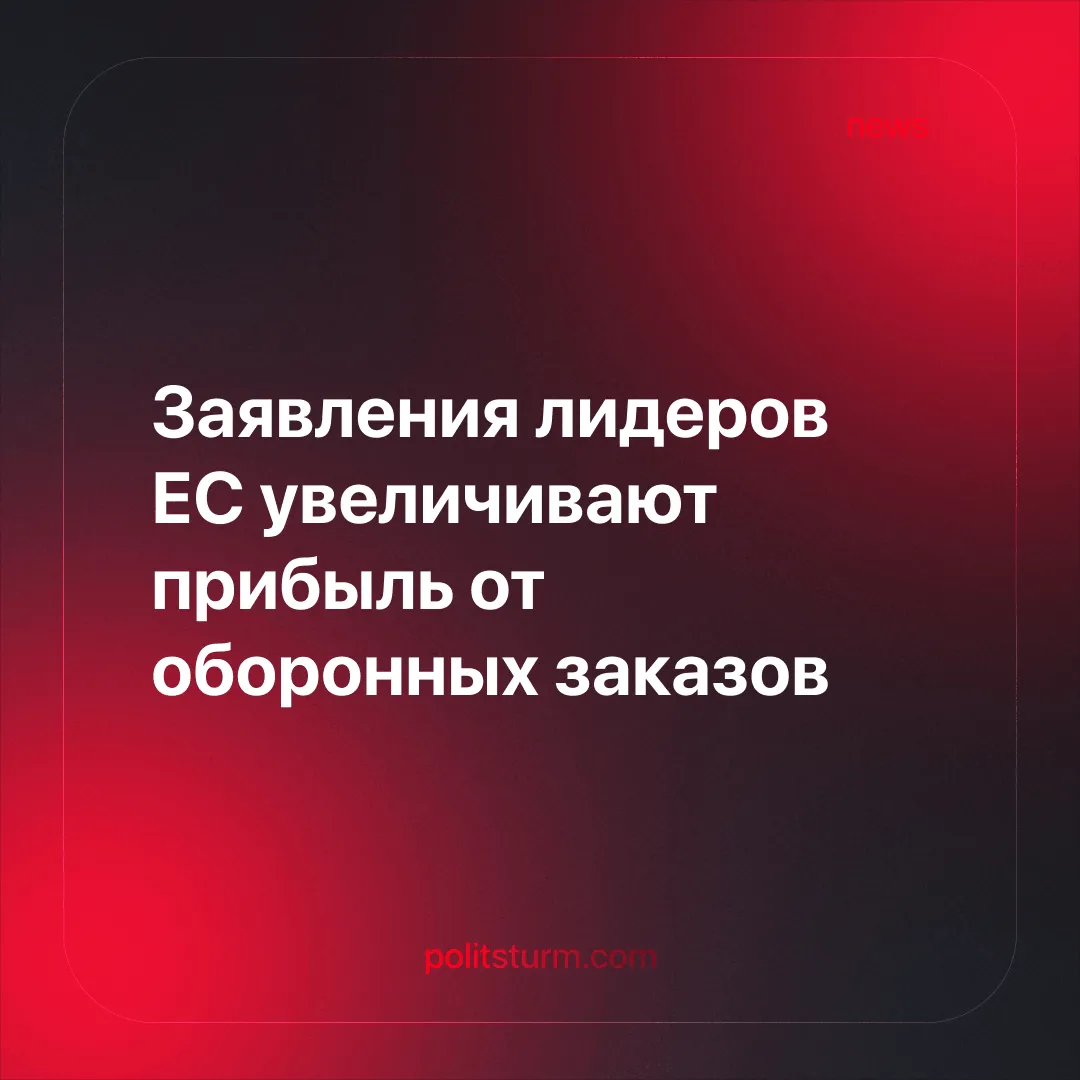 news
Заявления лидеров
ЕС увеличивают
прибыль от
оборонных заказов
politsturm.com